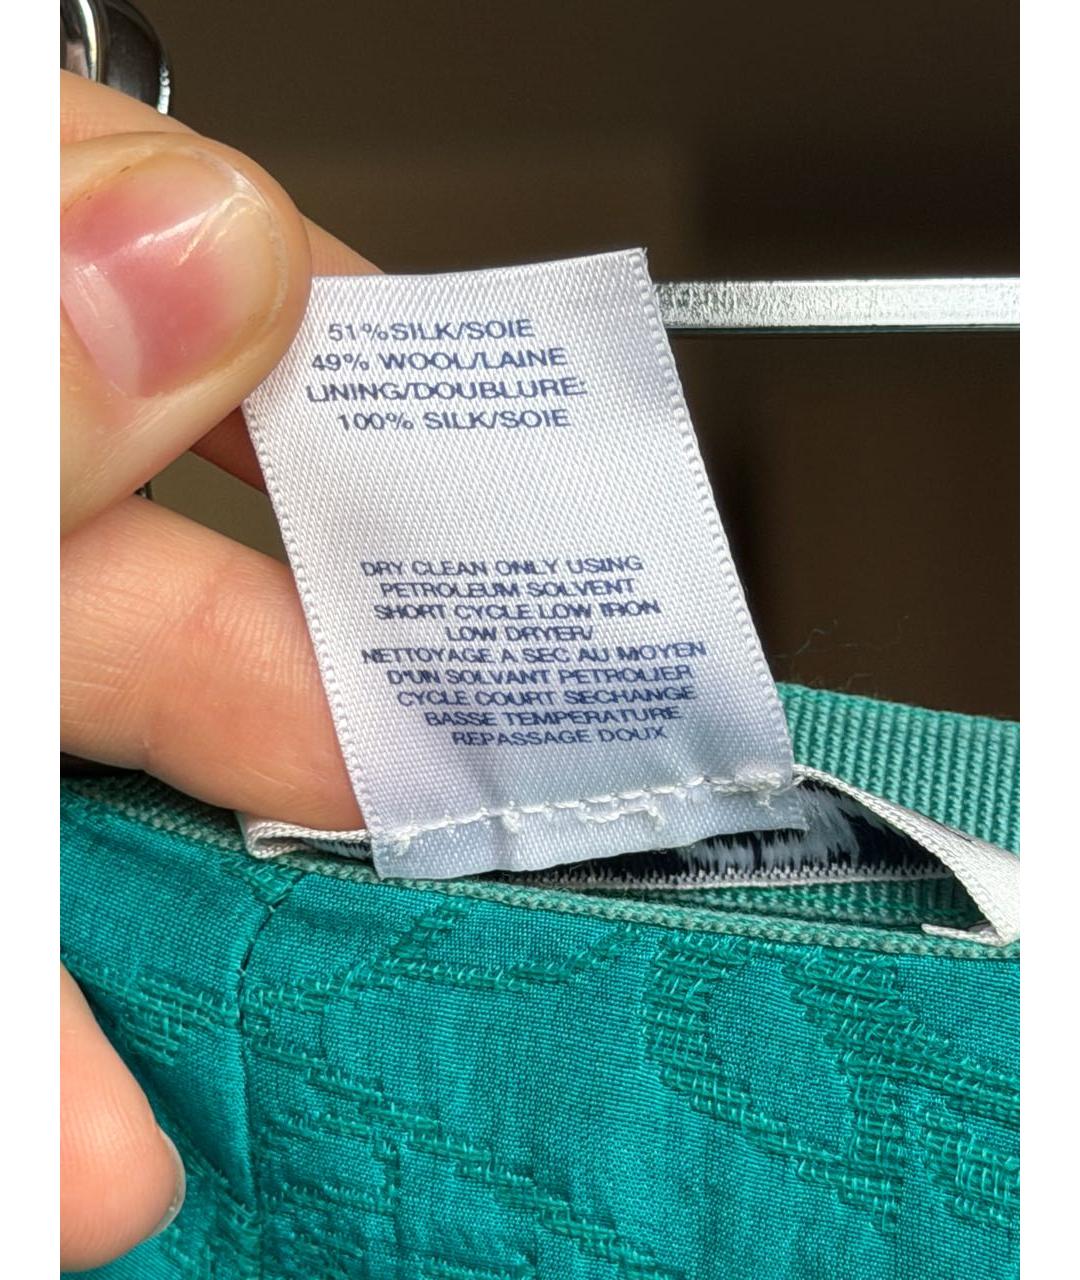 51%SILK/SOIE
49% WOOL/LAINE
LINING/DOUBLURE:
100% SILK/SOIE
DRY CLEAN ONLY USING
PETROLEUM SOLVENT
SHORT CYCLE LOW IRON
LOW DRYER/
NETTOYAGE A SEC AU MOYEN
D'UN SOLVANT PETROLIER
CYCLE COURT SECHANGE
BASSE TEMPERATURE
REPASSAGE DOUX